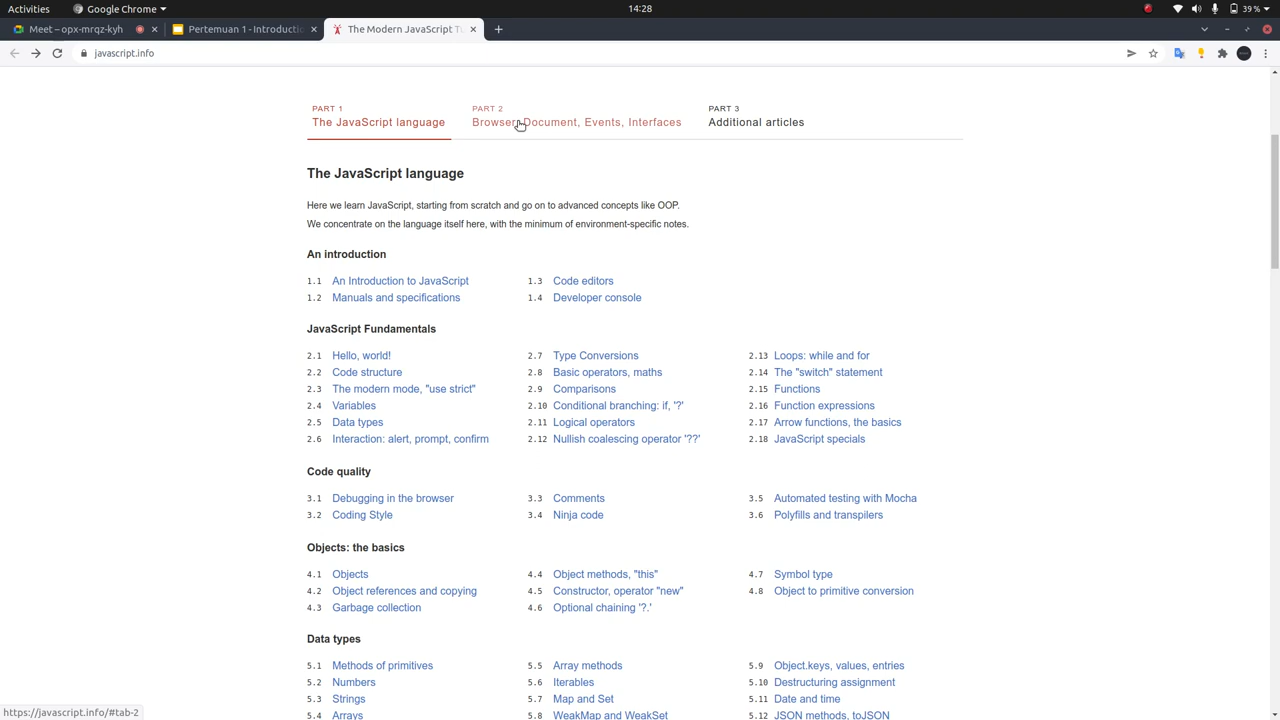 Activities
Google Chrome
14:28
39%
Meet – opx-mrqz-kyh
Pertemuan 1 - Introductio
The Modern JavaScript Tu
javascript.info
PART 1
The JavaScript language
PART 2
Browser: Document, Events, Interfaces
PART 3
Additional articles
The JavaScript language
Here we learn JavaScript, starting from scratch and go on to advanced concepts like OOP.
We concentrate on the language itself here, with the minimum of environment-specific notes.
An introduction
1.1 An Introduction to JavaScript
1.2 Manuals and specifications
1.3 Code editors
1.4 Developer console
JavaScript Fundamentals
2.1 Hello, world!
2.2 Code structure
2.3 The modern mode, "use strict"
2.4 Variables
2.5 Data types
2.6 Interaction: alert, prompt, confirm
2.7 Type Conversions
2.8 Basic operators, maths
2.9 Comparisons
2.10 Conditional branching: if, '?'
2.11 Logical operators
2.12 Nullish coalescing operator '??'
2.13 Loops: while and for
2.14 The "switch" statement
2.15 Functions
2.16 Function expressions
2.17 Arrow functions, the basics
2.18 JavaScript specials
Code quality
3.1 Debugging in the browser
3.2 Coding Style
3.3 Comments
3.4 Ninja code
3.5 Automated testing with Mocha
3.6 Polyfills and transpilers
Objects: the basics
4.1 Objects
4.2 Object references and copying
4.3 Garbage collection
4.4 Object methods, "this"
4.5 Constructor, operator "new"
4.6 Optional chaining '?.'
4.7 Symbol type
4.8 Object to primitive conversion
Data types
5.1 Methods of primitives
5.2 Numbers
5.3 Strings
5.4 Arrays
5.5 Array methods
5.6 Iterables
5.7 Map and Set
5.8 WeakMap and WeakSet
5.9 Object.keys, values, entries
5.10 Destructuring assignment
5.11 Date and time
5.12 JSON methods, toJSON
https://javascript.info/#tab-2